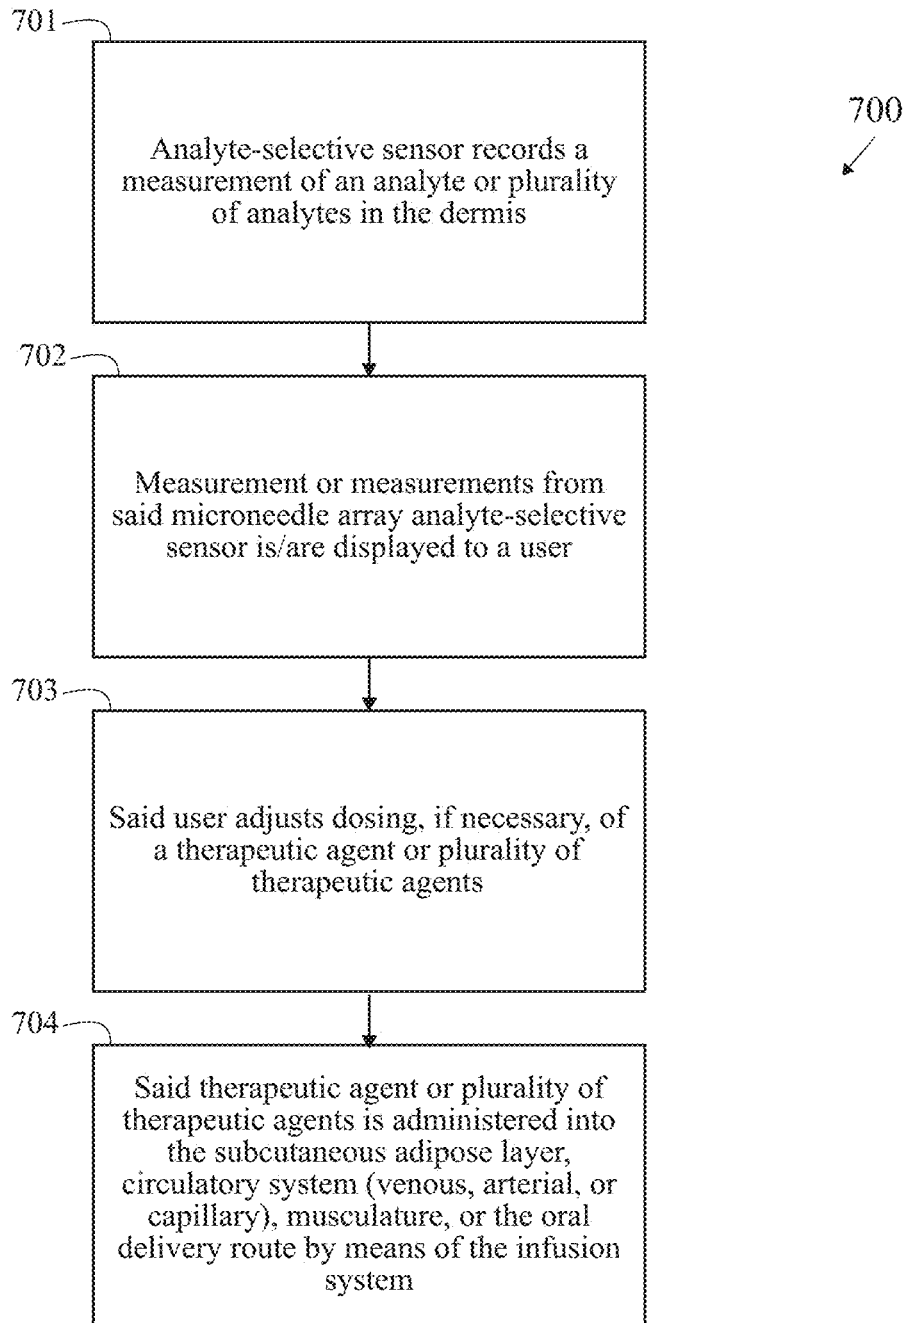 701
700
Analyte-selective sensor records a
measurement of an analyte or plurality
of analytes in the dermis
702
Measurement or measurements from
said microneedle array analyte-selective
sensor is/are displayed to a user
703
Said user adjusts dosing, if necessary, of
a therapeutic agent or plurality of
therapeutic agents
704
Said therapeutic agent or plurality of
therapeutic agents is administered into
the subcutaneous adipose layer,
circulatory system (venous, arterial, or
capillary), musculature, or the oral
delivery route by means of the infusion
system